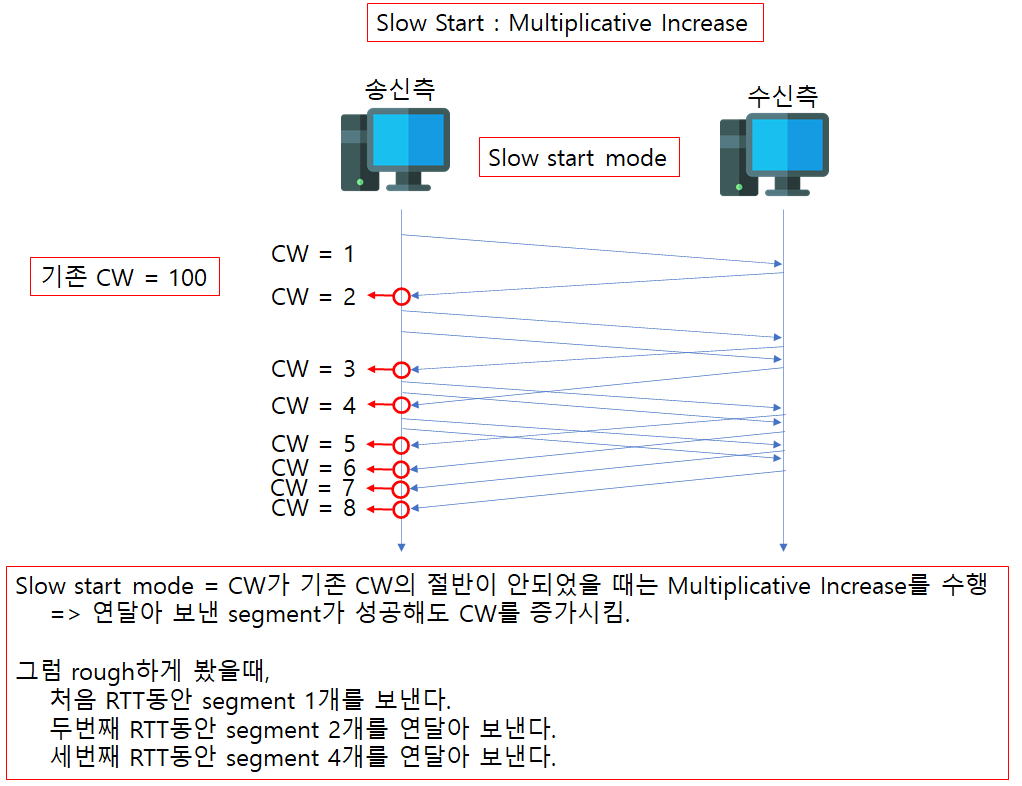 Slow Start : Multiplicative Increase
송신측
수신측
Slow start mode
CW = 1
기존 CW = 100
CW = 2
CW = 3
CW = 4
CW = 5
CW = 6
CW = 7
CW = 8
Slow start mode = CW가 기존 CW의 절반이 안되었을 때는 Multiplicative Increase를 수행
=> 연달아 보낸 segment가 성공해도 CW를 증가시킴.
그럼 rough하게 봤을때,
처음 RTT동안 segment 1개를 보낸다.
두번째 RTT동안 segment 2개를 연달아 보낸다.
세번째 RTT동안 segment 4개를 연달아 보낸다.